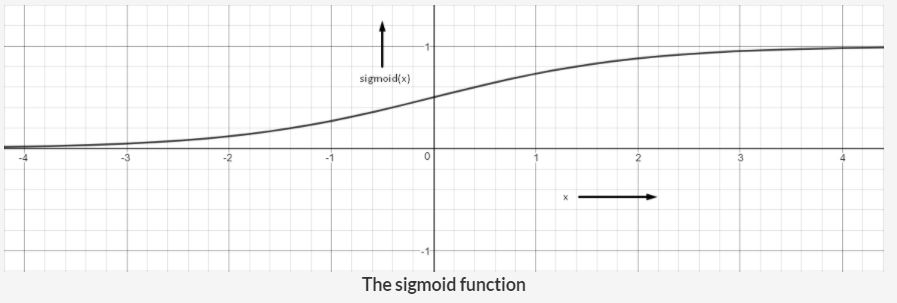 1
sigmoid(x)
-4 -3 -2 -1 0 1 2 3 4
x
-1
The sigmoid function